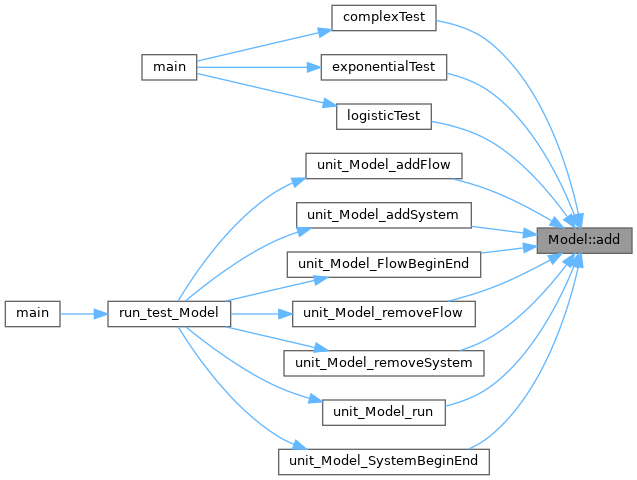 complexTest
main
exponentialTest
logisticTest
unit_Model_addFlow
unit_Model_addSystem
Model::add
unit_Model_FlowBeginEnd
main
run_test_Model
unit_Model_removeFlow
unit_Model_removeSystem
unit_Model_run
unit_Model_SystemBeginEnd